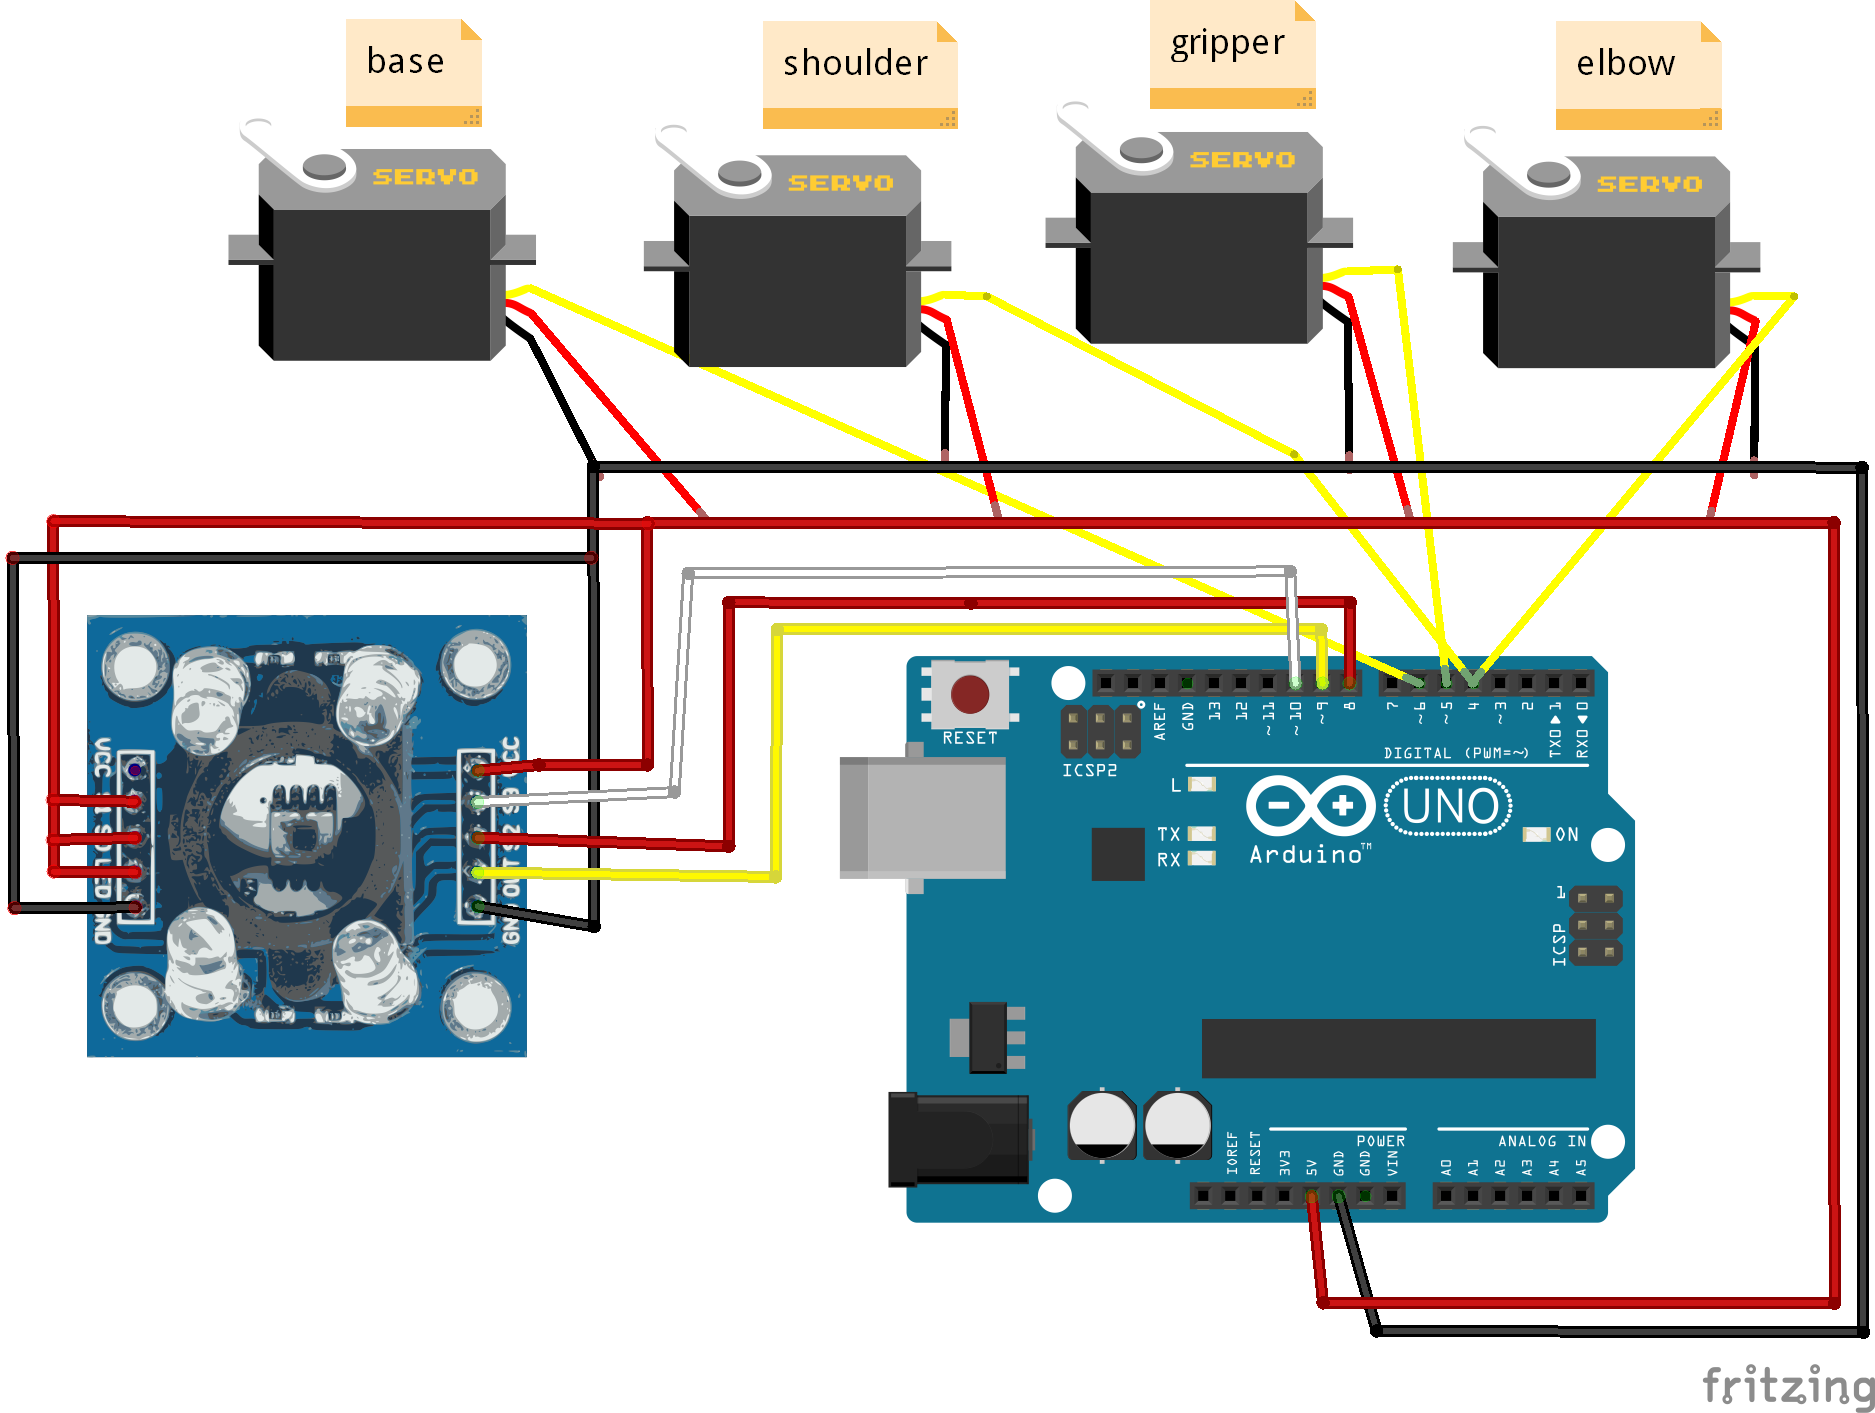 base
shoulder
gripper
elbow
SERVO
SERVO
SERVO
SERVO
VCC
S1
S0
LED
GND
VCC
S3
S2
OUT
GND
RESET
ICSP2
AREF
GND
13
12
~11
~10
~9
8
7
~6
~5
4
~3
2
TX0▶1
RX0◀0
DIGITAL (PWM=~)
L
TX
RX
Arduino™
UNO
ON
1
ICSP
IOREF
RESET
3V3
5V
GND
GND
VIN
POWER
ANALOG IN
A0
A1
A2
A3
A4
A5
fritzing